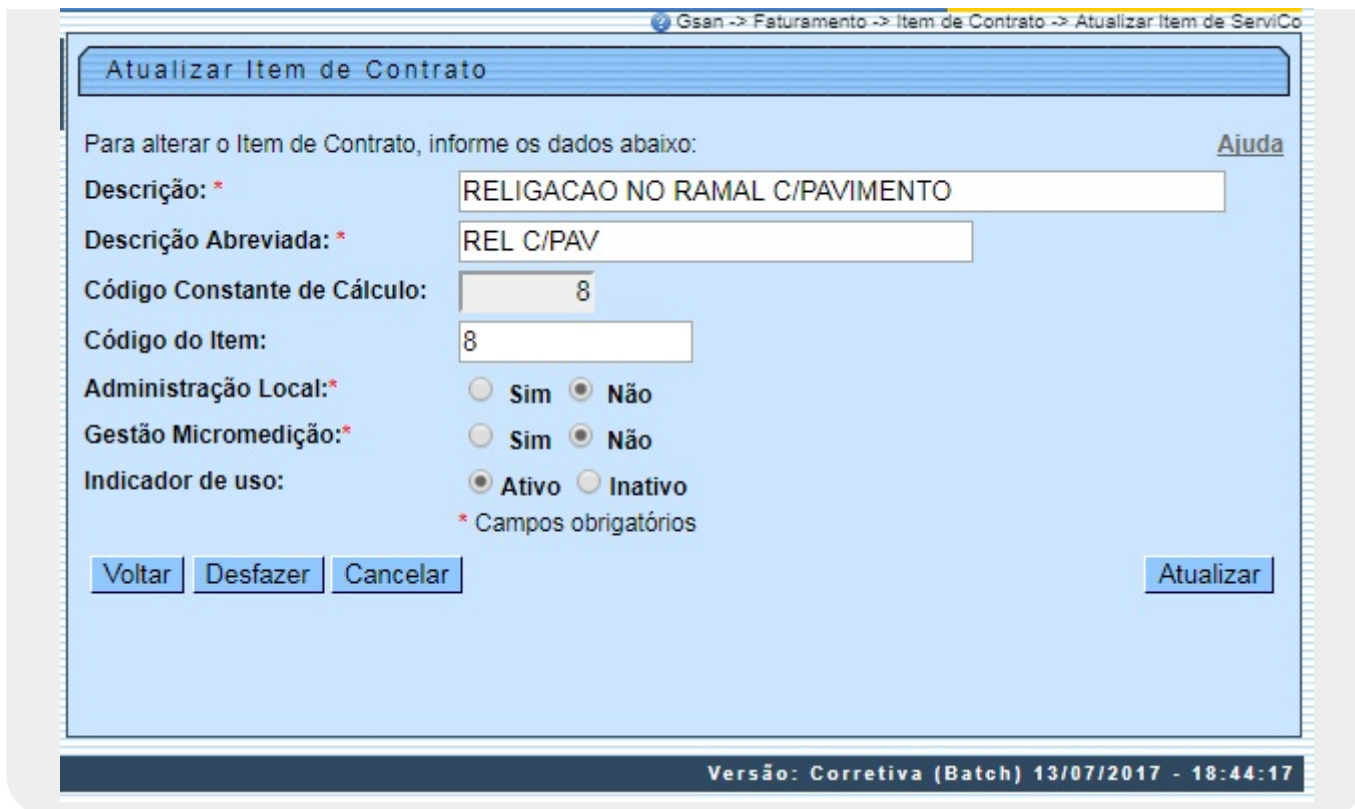 Gsan -> Faturamento -> Item de Contrato -> Atualizar Item de ServiCo
Atualizar Item de Contrato
Para alterar o Item de Contrato, informe os dados abaixo: Ajuda
Descrição: * RELIGACAO NO RAMAL C/PAVIMENTO
Descrição Abreviada: * REL C/PAV
Código Constante de Cálculo: 8
Código do Item: 8
Administração Local:* Sim Não
Gestão Micromedição:* Sim Não
Indicador de uso: Ativo Inativo
* Campos obrigatórios
Voltar Desfazer Cancelar Atualizar
Versão: Corretiva (Batch) 13/07/2017 - 18:44:17